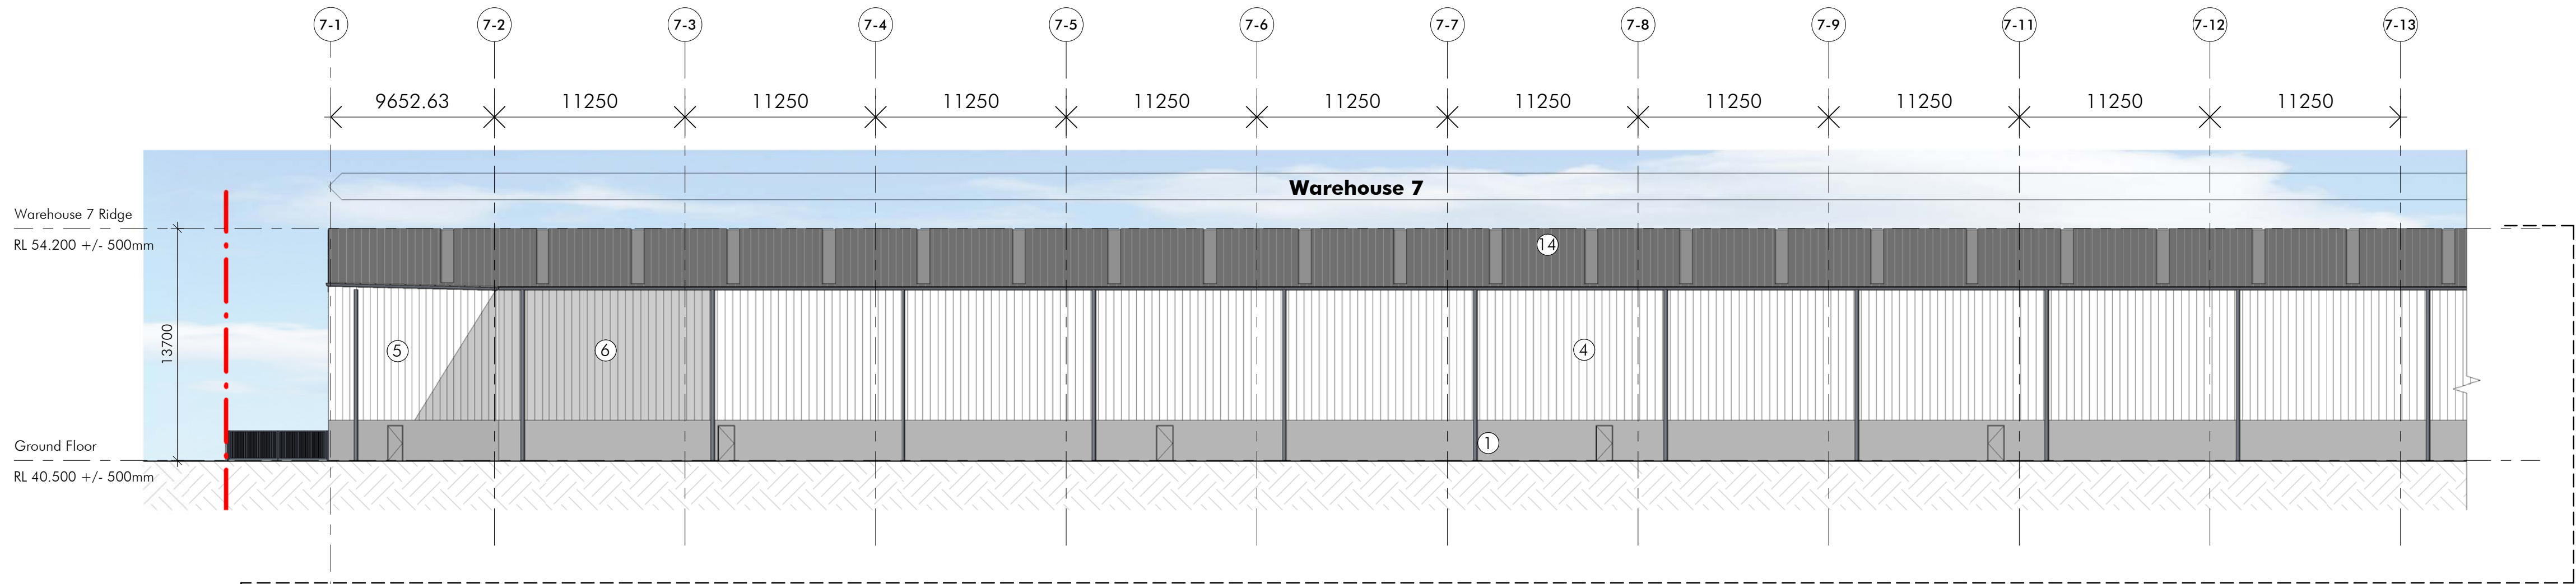 7-1 7-2 7-3 7-4 7-5 7-6 7-7 7-8 7-9 7-11 7-12 7-13
9652.63 11250 11250 11250 11250 11250 11250 11250 11250 11250 11250
Warehouse 7
Warehouse 7 Ridge
RL 54.200 +/- 500mm
14
13700
5 6 4
Ground Floor
1
RL 40.500 +/- 500mm